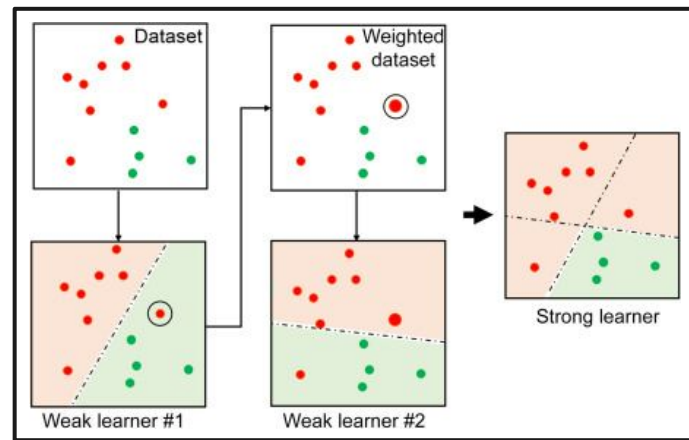 Dataset
Weighted
dataset
Weak learner #1
Weak learner #2
Strong learner